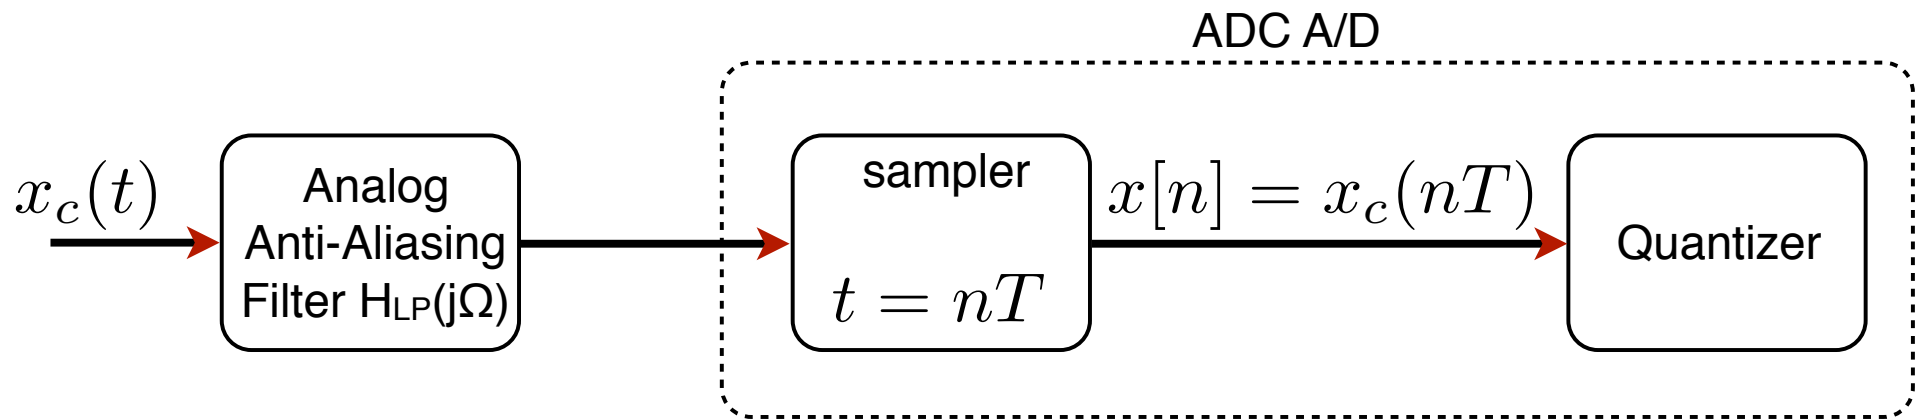 ADC A/D
x_c(t)
Analog
Anti-Aliasing
Filter H_LP(jΩ)
sampler
t = nT
x[n] = x_c(nT)
Quantizer